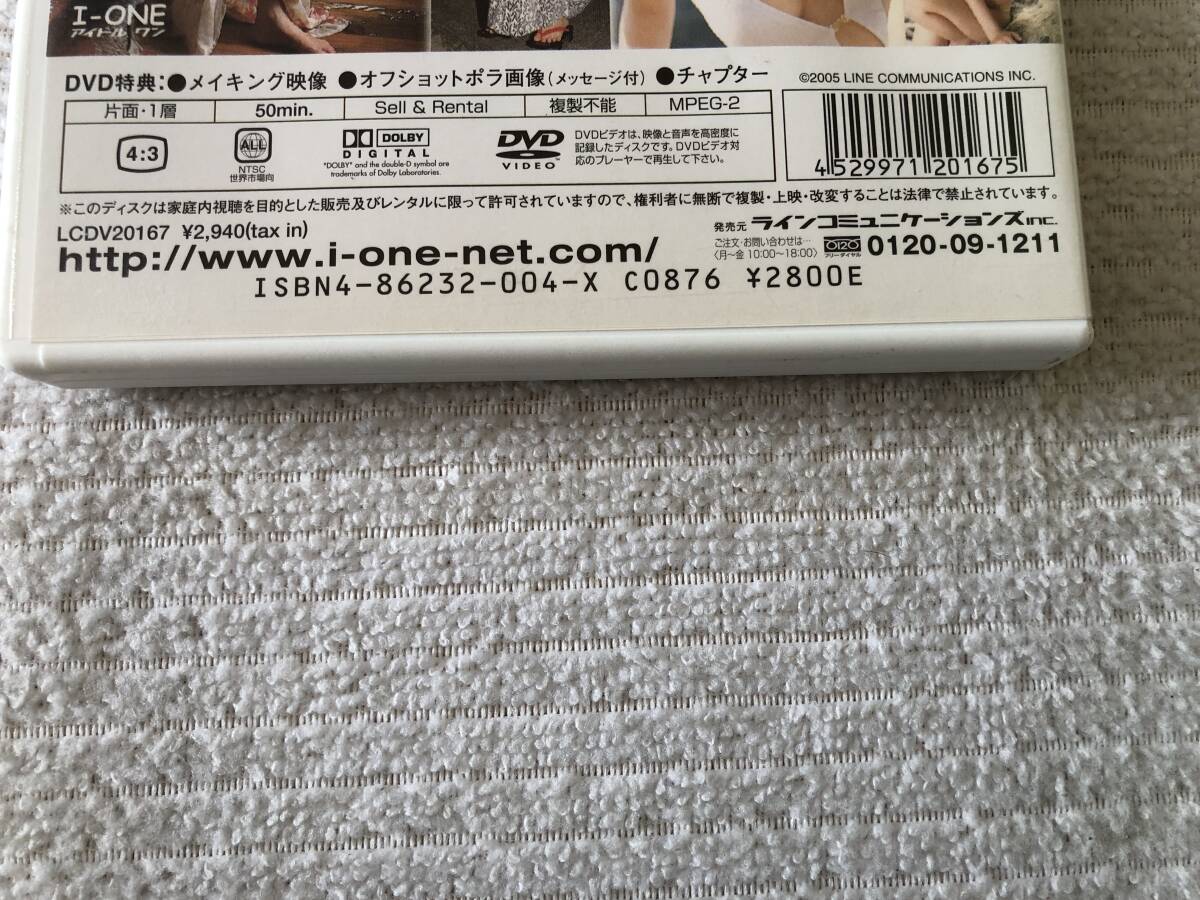 I-ONE
アイドル ワン
DVD特典:●メイキング映像 ●オフショットポラ画像(メッセージ付) ●チャプター
©2005 LINE COMMUNICATIONS INC.
片面・1層 50min. Sell & Rental 複製不能 MPEG-2
4:3
ALL
NTSC
世界市場向
DOLBY
DIGITAL
"DOLBY" and the double-D symbol are
trademarks of Dolby Laboratories.
DVD
VIDEO
DVDビデオは、映像と音声を高密度に
記録したディスクです。DVDビデオ対
応のプレーヤーで再生して下さい。
4529971201675
※このディスクは家庭内視聴を目的とした販売及びレンタルに限って許可されていますので、権利者に無断で複製・上映・改変することは法律で禁止されています。
LCDV20167 ¥2,940(tax in)
http://www.i-one-net.com/
発売元 ラインコミュニケーションズinc.
ご注文・お問い合わせは…
〈月~金 10:00~18:00〉
0120
フリーダイヤル
0120-09-1211
ISBN4-86232-004-X C0876 ¥2800E